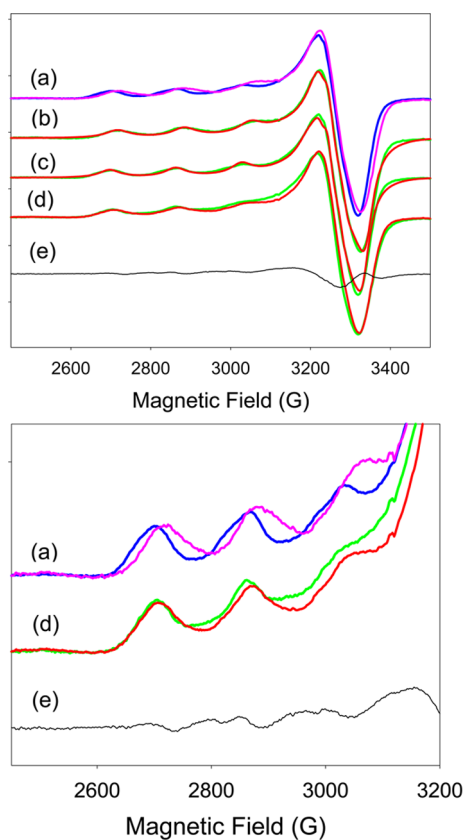 (a)
(b)
(c)
(d)
(e)
2600 2800 3000 3200 3400
Magnetic Field (G)
(a)
(d)
(e)
2600 2800 3000 3200
Magnetic Field (G)